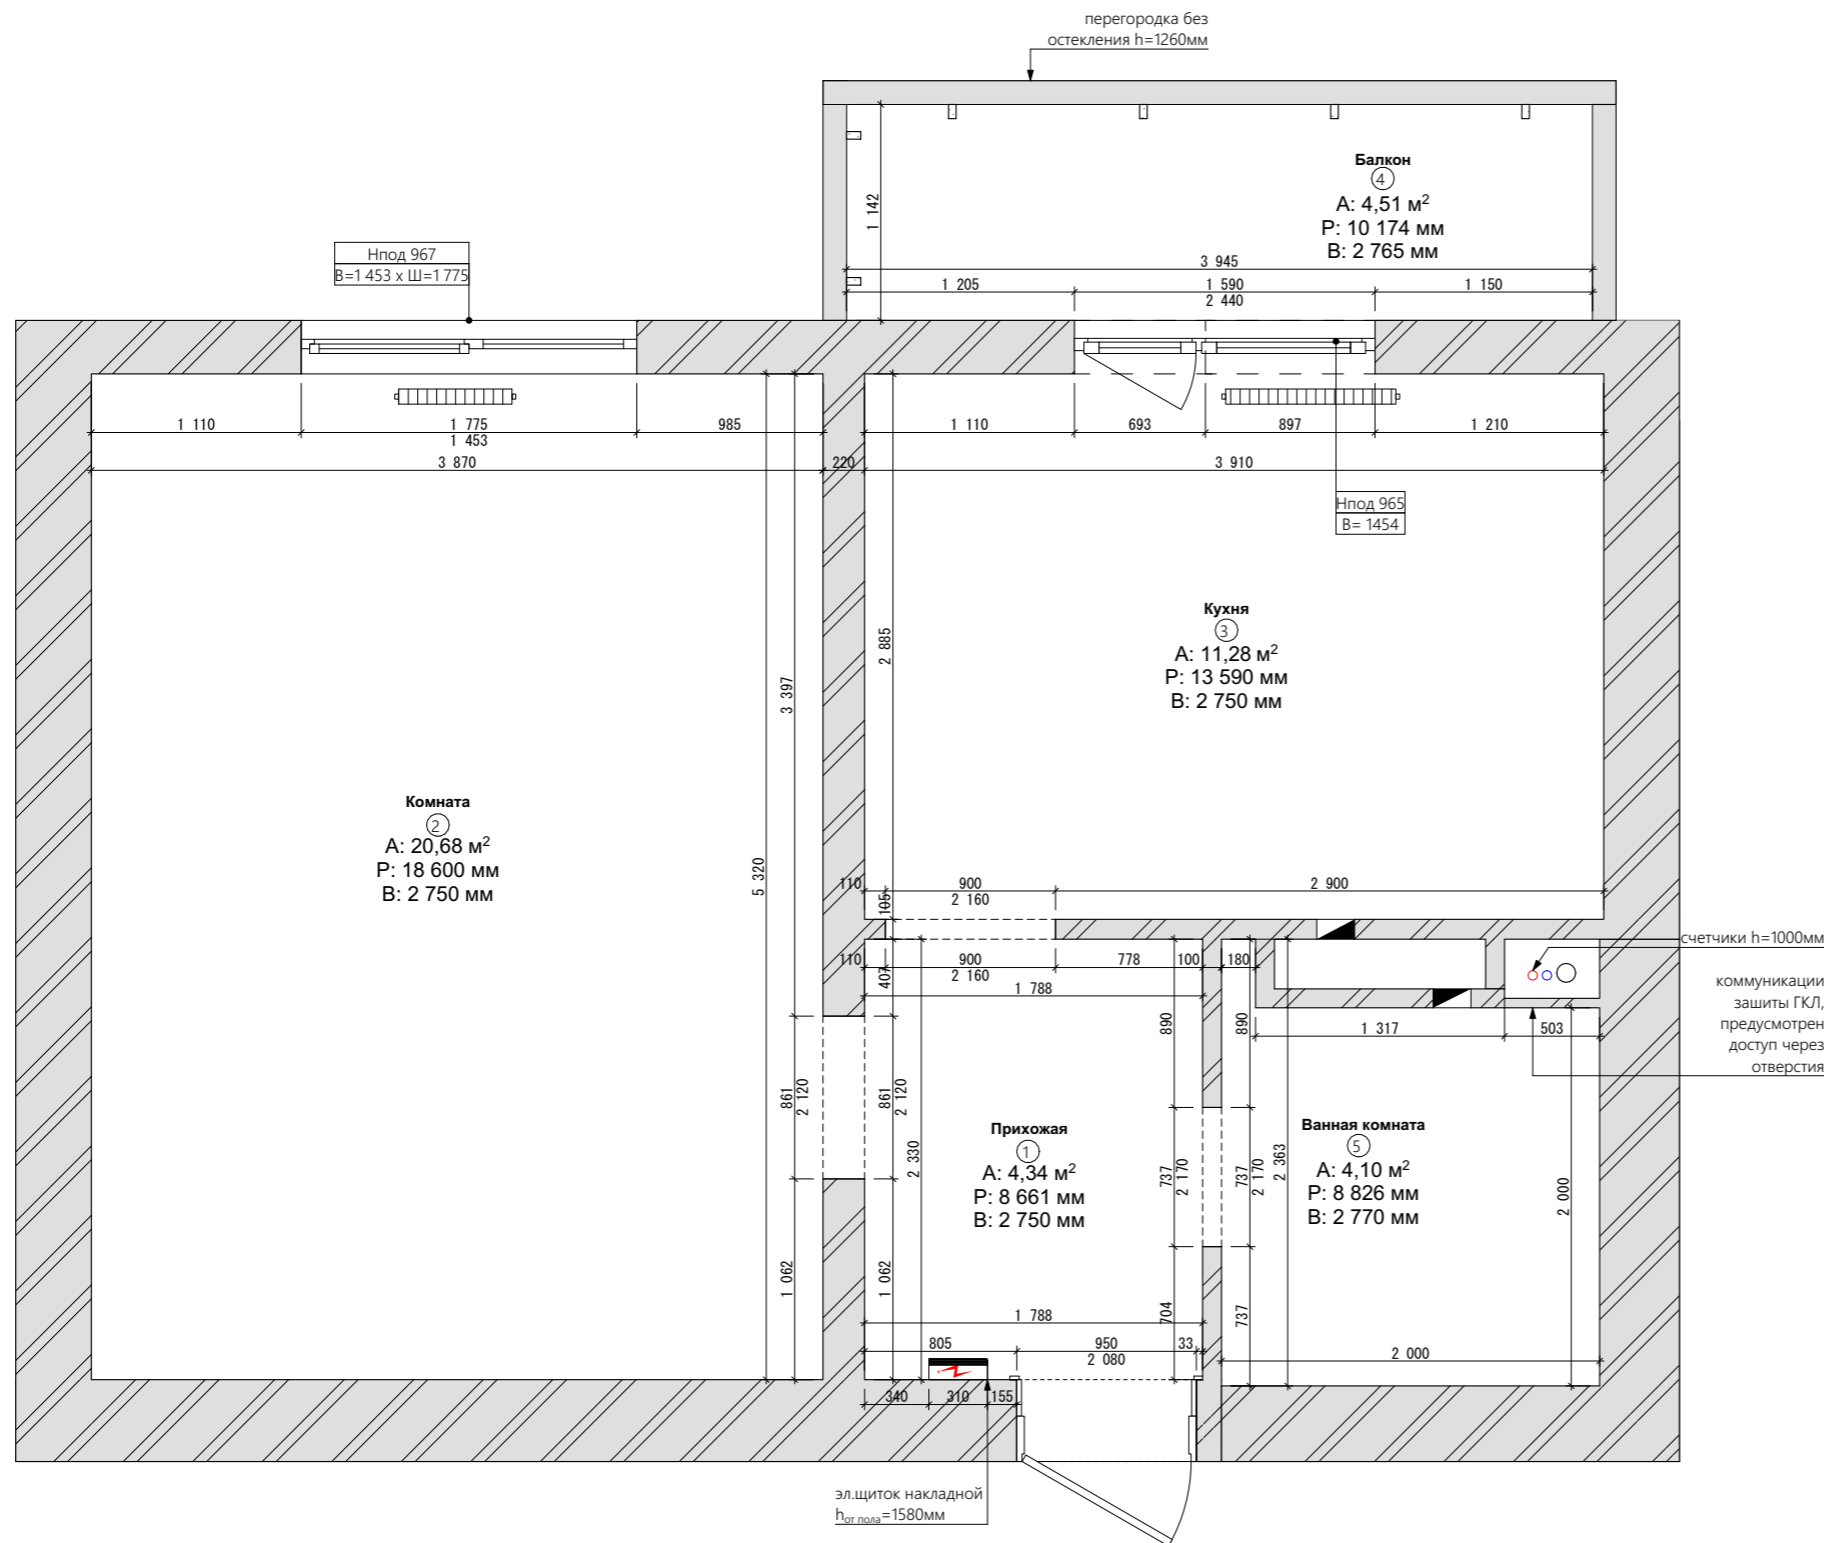 перегородка без
остекления h=1260мм
Балкон
4
A: 4,51 м²
P: 10 174 мм
В: 2 765 мм
1 142
3 945
1 205
1 590
2 440
1 150
Hпод 967
В=1 453 x Ш=1 775
1 110
1 775
1 453
985
3 870
220
1 110
693
897
1 210
3 910
Hпод 965
В= 1454
Кухня
3
A: 11,28 м²
P: 13 590 мм
В: 2 750 мм
2 885
3 397
5 320
Комната
2
A: 20,68 м²
P: 18 600 мм
В: 2 750 мм
110
900
2 160
2 900
105
110
900
2 160
778
100
180
407
1 788
счетчики h=1000мм
коммуникации
зашиты ГКЛ,
предусмотрен
доступ через
отверстия
1 317
503
890
890
861
2 120
861
2 120
2 330
Прихожая
1
A: 4,34 м²
P: 8 661 мм
В: 2 750 мм
737
2 170
737
2 170
2 363
Ванная комната
5
A: 4,10 м²
P: 8 826 мм
В: 2 770 мм
2 000
1 062
1 062
704
737
1 788
805
950
2 080
33
2 000
340
310
155
эл.щиток накладной
hот пола=1580мм